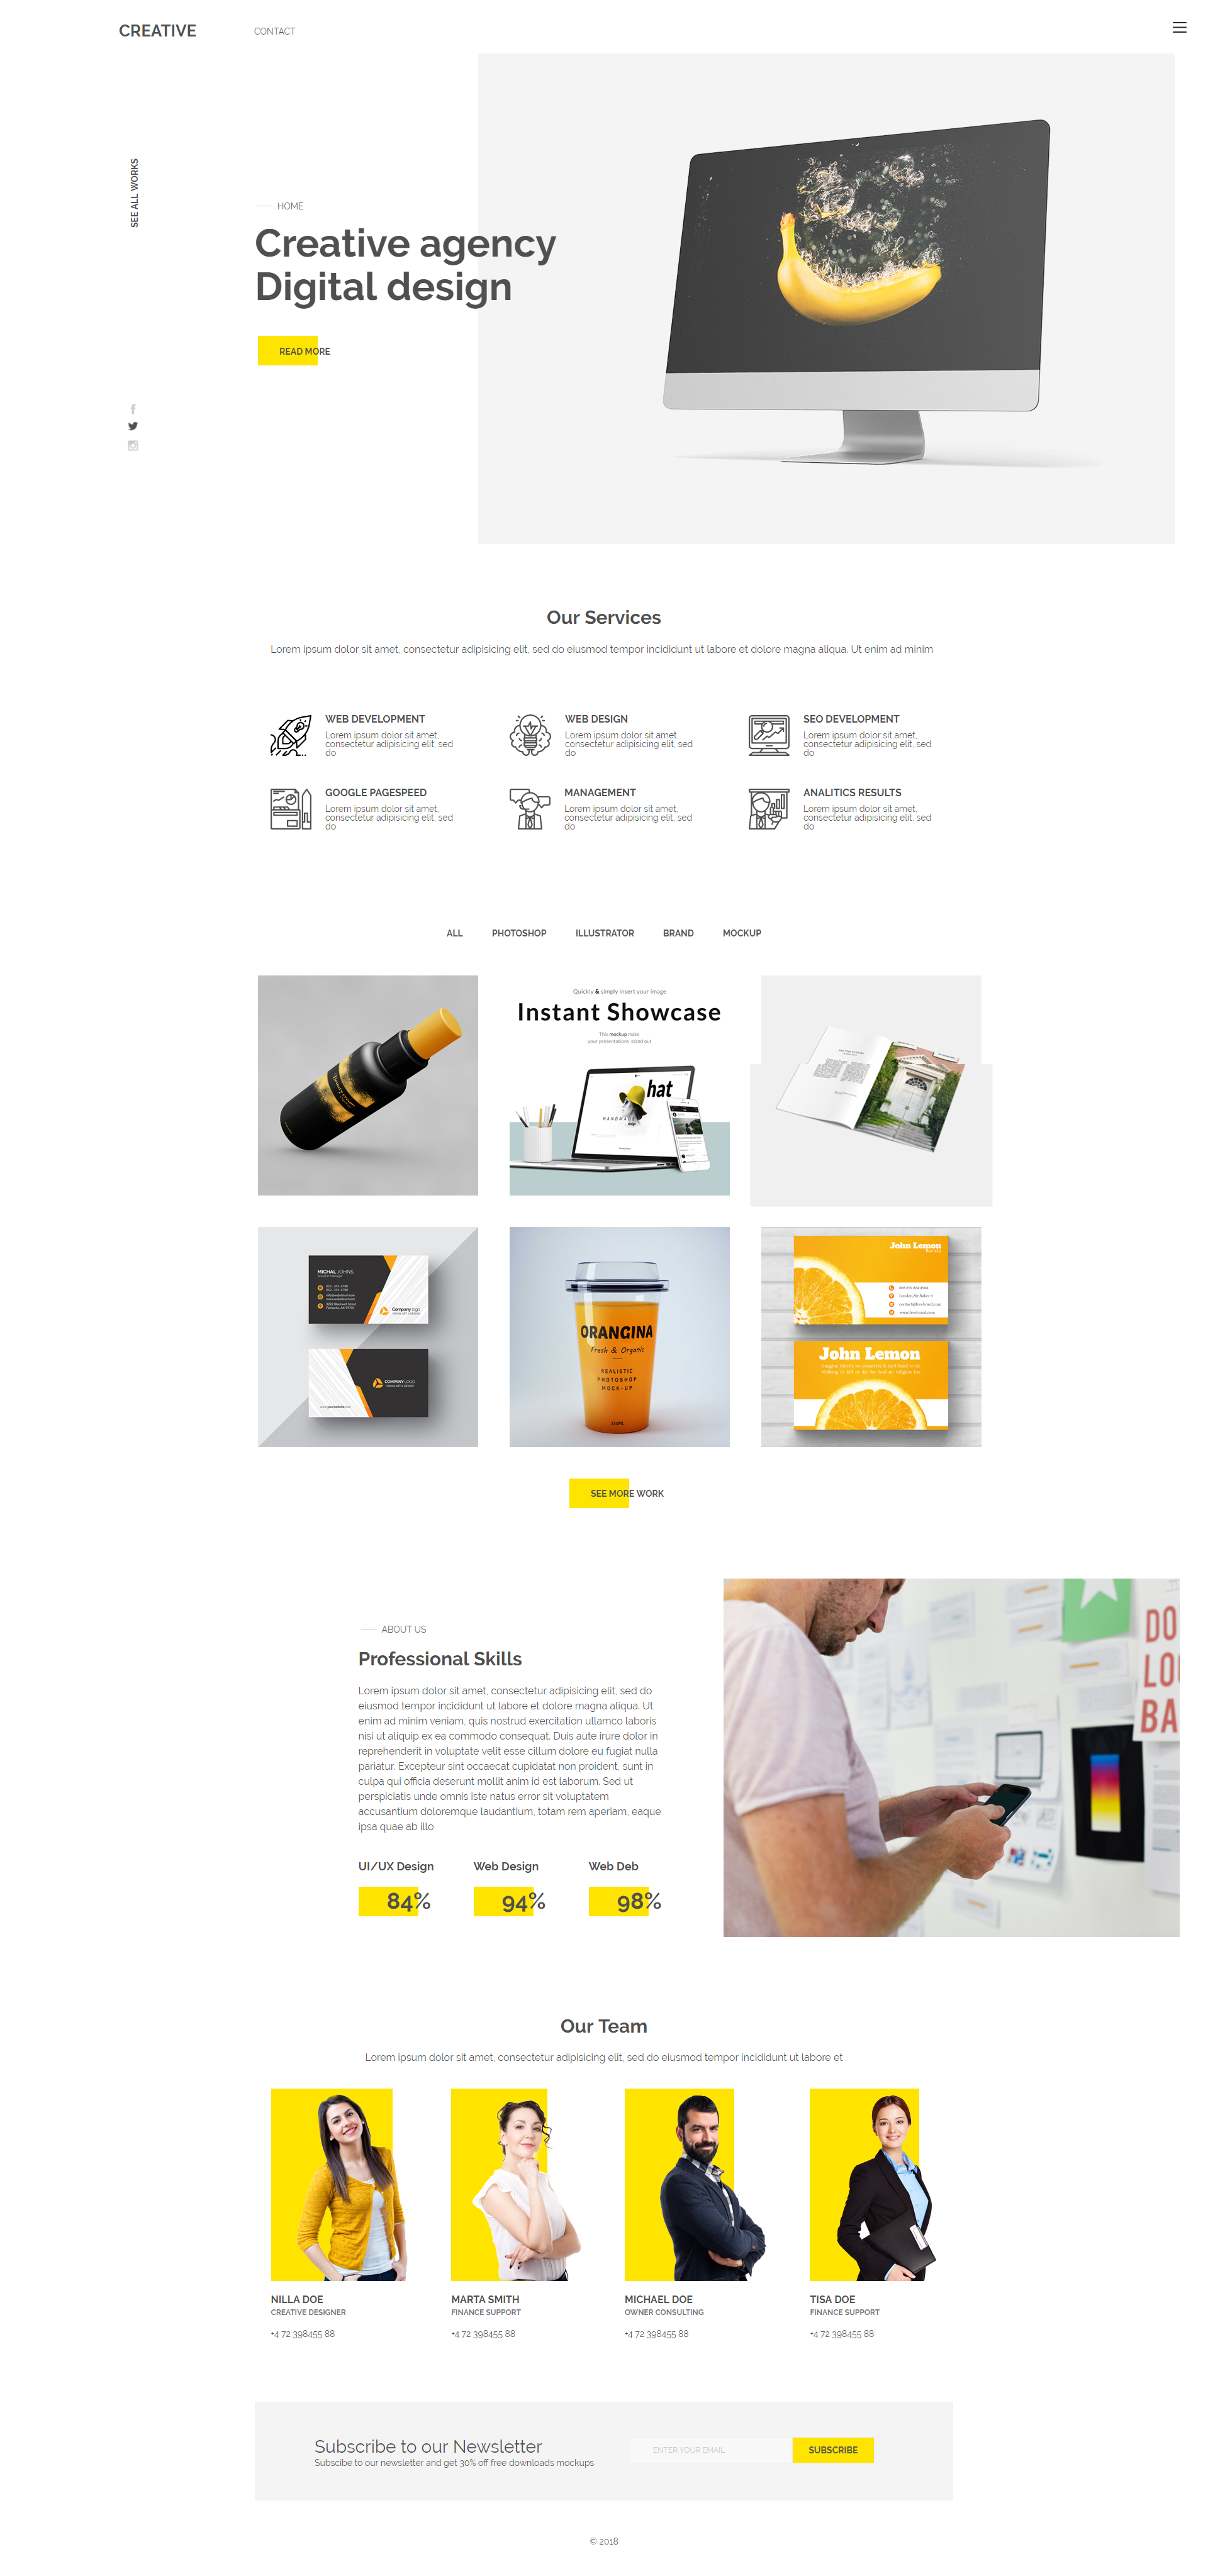 CREATIVE
CONTACT
SEE ALL WORKS
HOME
Creative agency
Digital design
READ MORE
Our Services
Lorem ipsum dolor sit amet, consectetur adipisicing elit, sed do eiusmod tempor incididunt ut labore et dolore magna aliqua. Ut enim ad minim
WEB DEVELOPMENT
Lorem ipsum dolor sit amet,
consectetur adipisicing elit, sed
do
WEB DESIGN
Lorem ipsum dolor sit amet,
consectetur adipisicing elit, sed
do
SEO DEVELOPMENT
Lorem ipsum dolor sit amet,
consectetur adipisicing elit, sed
do
GOOGLE PAGESPEED
Lorem ipsum dolor sit amet,
consectetur adipisicing elit, sed
do
MANAGEMENT
Lorem ipsum dolor sit amet,
consectetur adipisicing elit, sed
do
ANALITICS RESULTS
Lorem ipsum dolor sit amet,
consectetur adipisicing elit, sed
do
ALL PHOTOSHOP ILLUSTRATOR BRAND MOCKUP
Quickly & simply insert your image
Instant Showcase
This mockup make
your presentations stand out
hat
HANDMADE
MICHAL JOHNS
Company logo
COMPANY LOGO
ORANGINA
Fresh & Organic
REALISTIC
PHOTOSHOP
MOCK-UP
John Lemon
John Lemon
SEE MORE WORK
ABOUT US
Professional Skills
Lorem ipsum dolor sit amet, consectetur adipisicing elit, sed do
eiusmod tempor incididunt ut labore et dolore magna aliqua. Ut
enim ad minim veniam, quis nostrud exercitation ullamco laboris
nisi ut aliquip ex ea commodo consequat. Duis aute irure dolor in
reprehenderit in voluptate velit esse cillum dolore eu fugiat nulla
pariatur. Excepteur sint occaecat cupidatat non proident, sunt in
culpa qui officia deserunt mollit anim id est laborum. Sed ut
perspiciatis unde omnis iste natus error sit voluptatem
accusantium doloremque laudantium, totam rem aperiam, eaque
ipsa quae ab illo
UI/UX Design
84%
Web Design
94%
Web Deb
98%
DO
LO
BA
Our Team
Lorem ipsum dolor sit amet, consectetur adipisicing elit, sed do eiusmod tempor incididunt ut labore et
NILLA DOE
CREATIVE DESIGNER
+4 72 398455 88
MARTA SMITH
FINANCE SUPPORT
+4 72 398455 88
MICHAEL DOE
OWNER CONSULTING
+4 72 398455 88
TISA DOE
FINANCE SUPPORT
+4 72 398455 88
Subscribe to our Newsletter
Subscibe to our newsletter and get 30% off free downloads mockups
ENTER YOUR EMAIL
SUBSCRIBE
© 2018